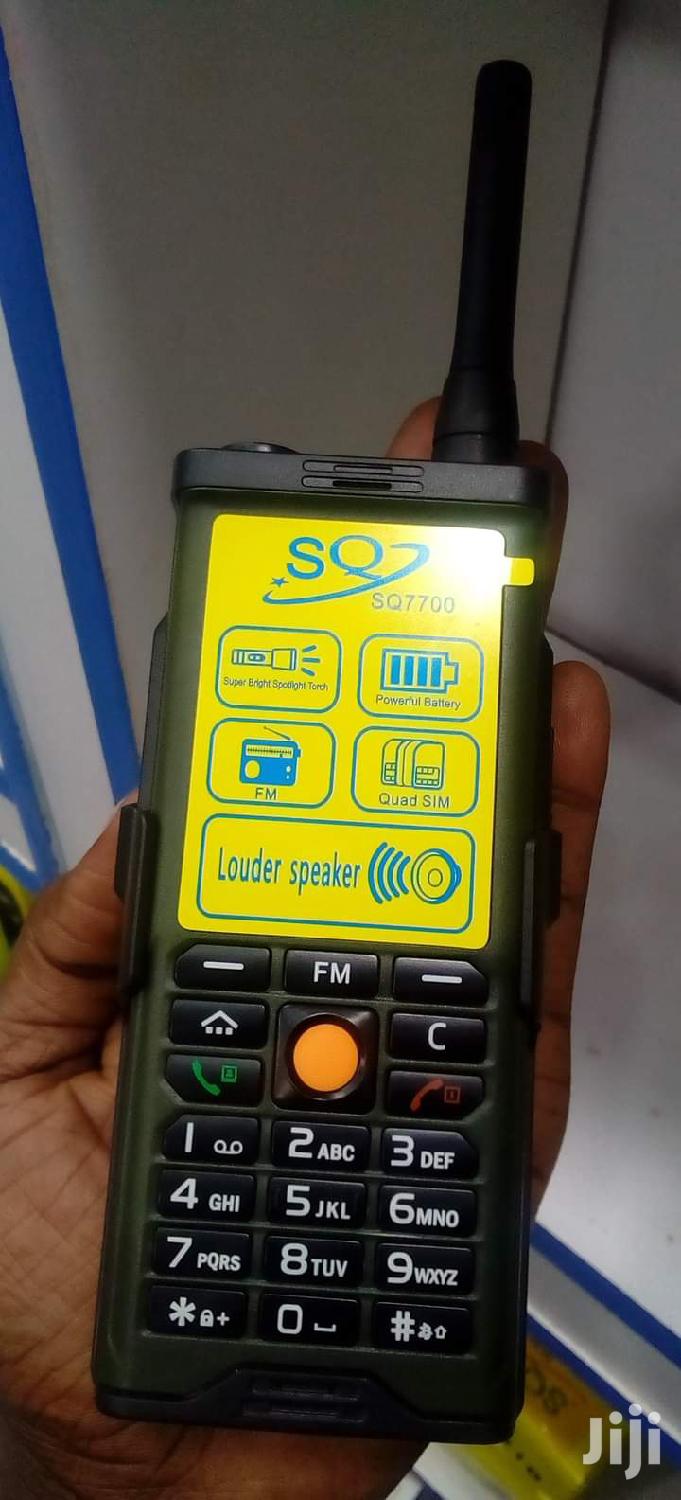 SQ
SQ7700
Super Bright Spotlight Torch
Powerful Battery
FM
Quad SIM
Louder speaker
FM
C
1
2 ABC
3 DEF
4 GHI
5 JKL
6 MNO
7 PQRS
8 TUV
9 WXYZ
* +
0
#
Jiji